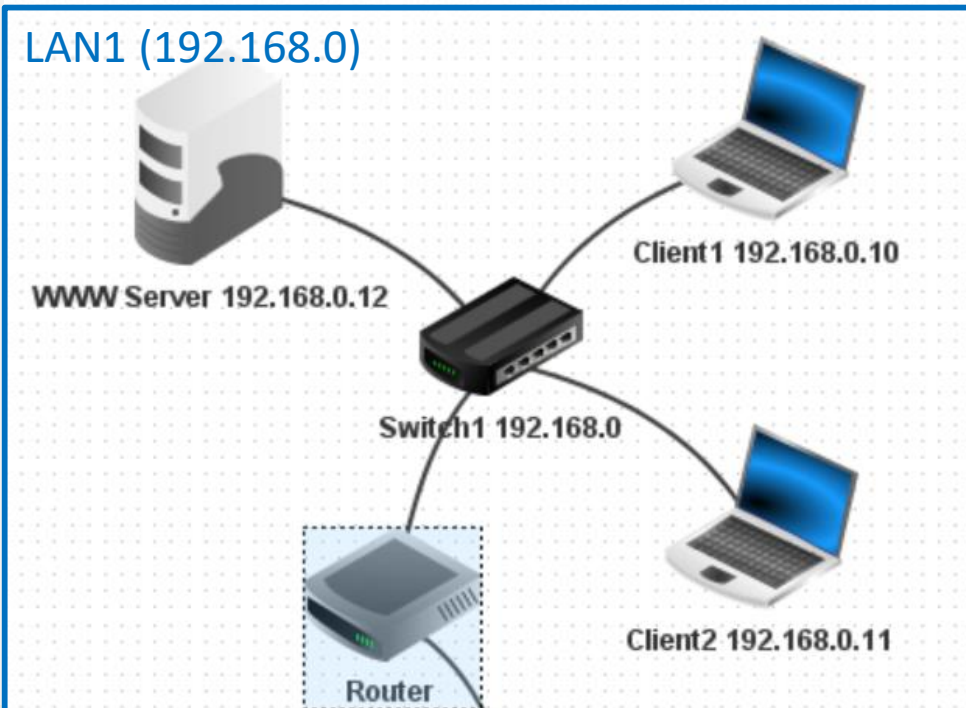 LAN1 (192.168.0)
Client1 192.168.0.10
WWW Server 192.168.0.12
Switch1 192.168.0
Client2 192.168.0.11
Router